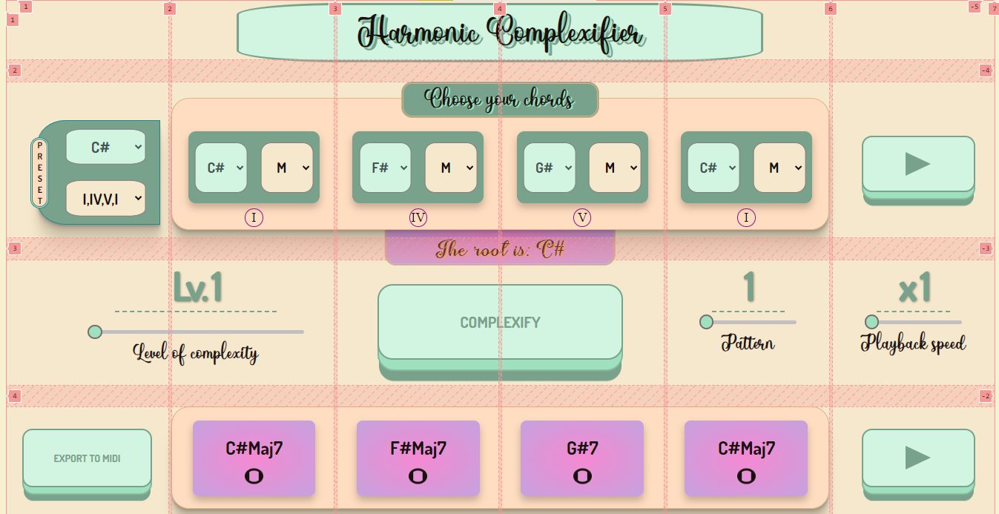 1 1 2 3 4 5 6 -5 7
Harmonic Complexifier
2 -4
Choose your chords
PRESET
C#
I,IV,V,I
C# M F# M G# M C# M
I IV V I
3 -3
The root is: C#
Lv.1
Level of complexity
COMPLEXIFY
1
Pattern
x1
Playback speed
4 -2
EXPORT TO MIDI
C#Maj7 F#Maj7 G#7 C#Maj7